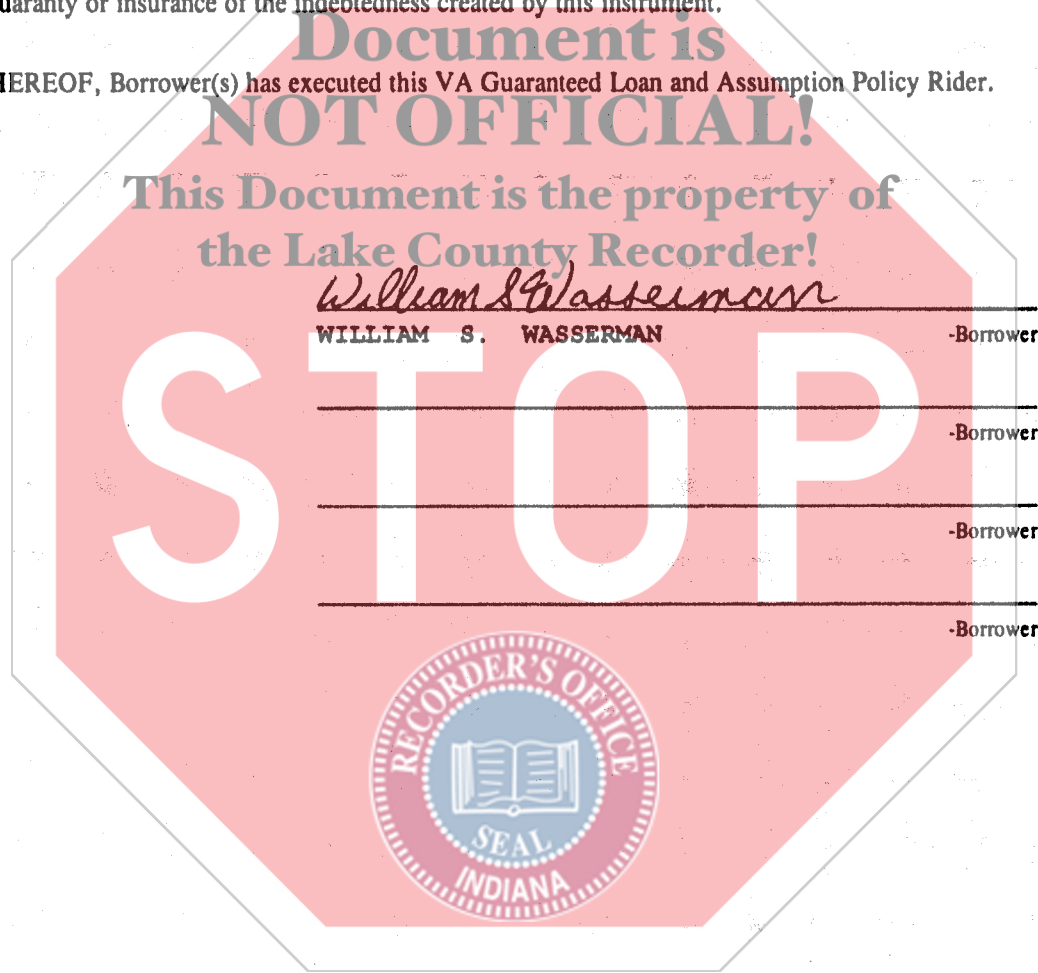 uaranty or insurance of the indebtedness created by this instrument.
Document is
HEREOF, Borrower(s) has executed this VA Guaranteed Loan and Assumption Policy Rider.
NOT OFFICIAL!
This Document is the property of
the Lake County Recorder!
William S Wasserman
WILLIAM S. WASSERMAN -Borrower
-Borrower
-Borrower
-Borrower
STOP
RECORDER'S OFFICE
SEAL
INDIANA